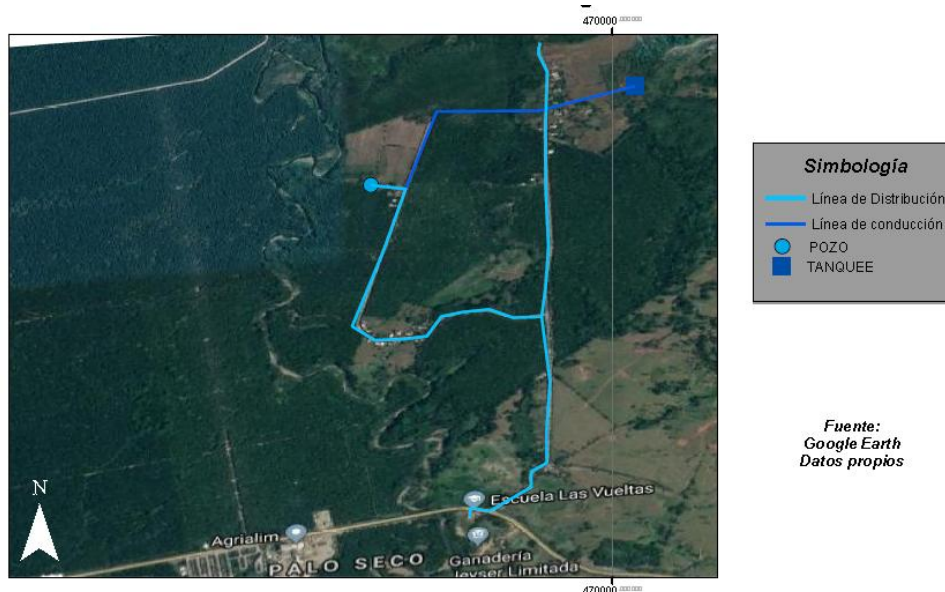 470000
Simbología
Línea de Distribución
Línea de conducción
POZO
TANQUEE
Fuente:
Google Earth
Datos propios
N
Escuela Las Vueltas
Agrialim
PALO SECO
Ganadería
Limitada
470000